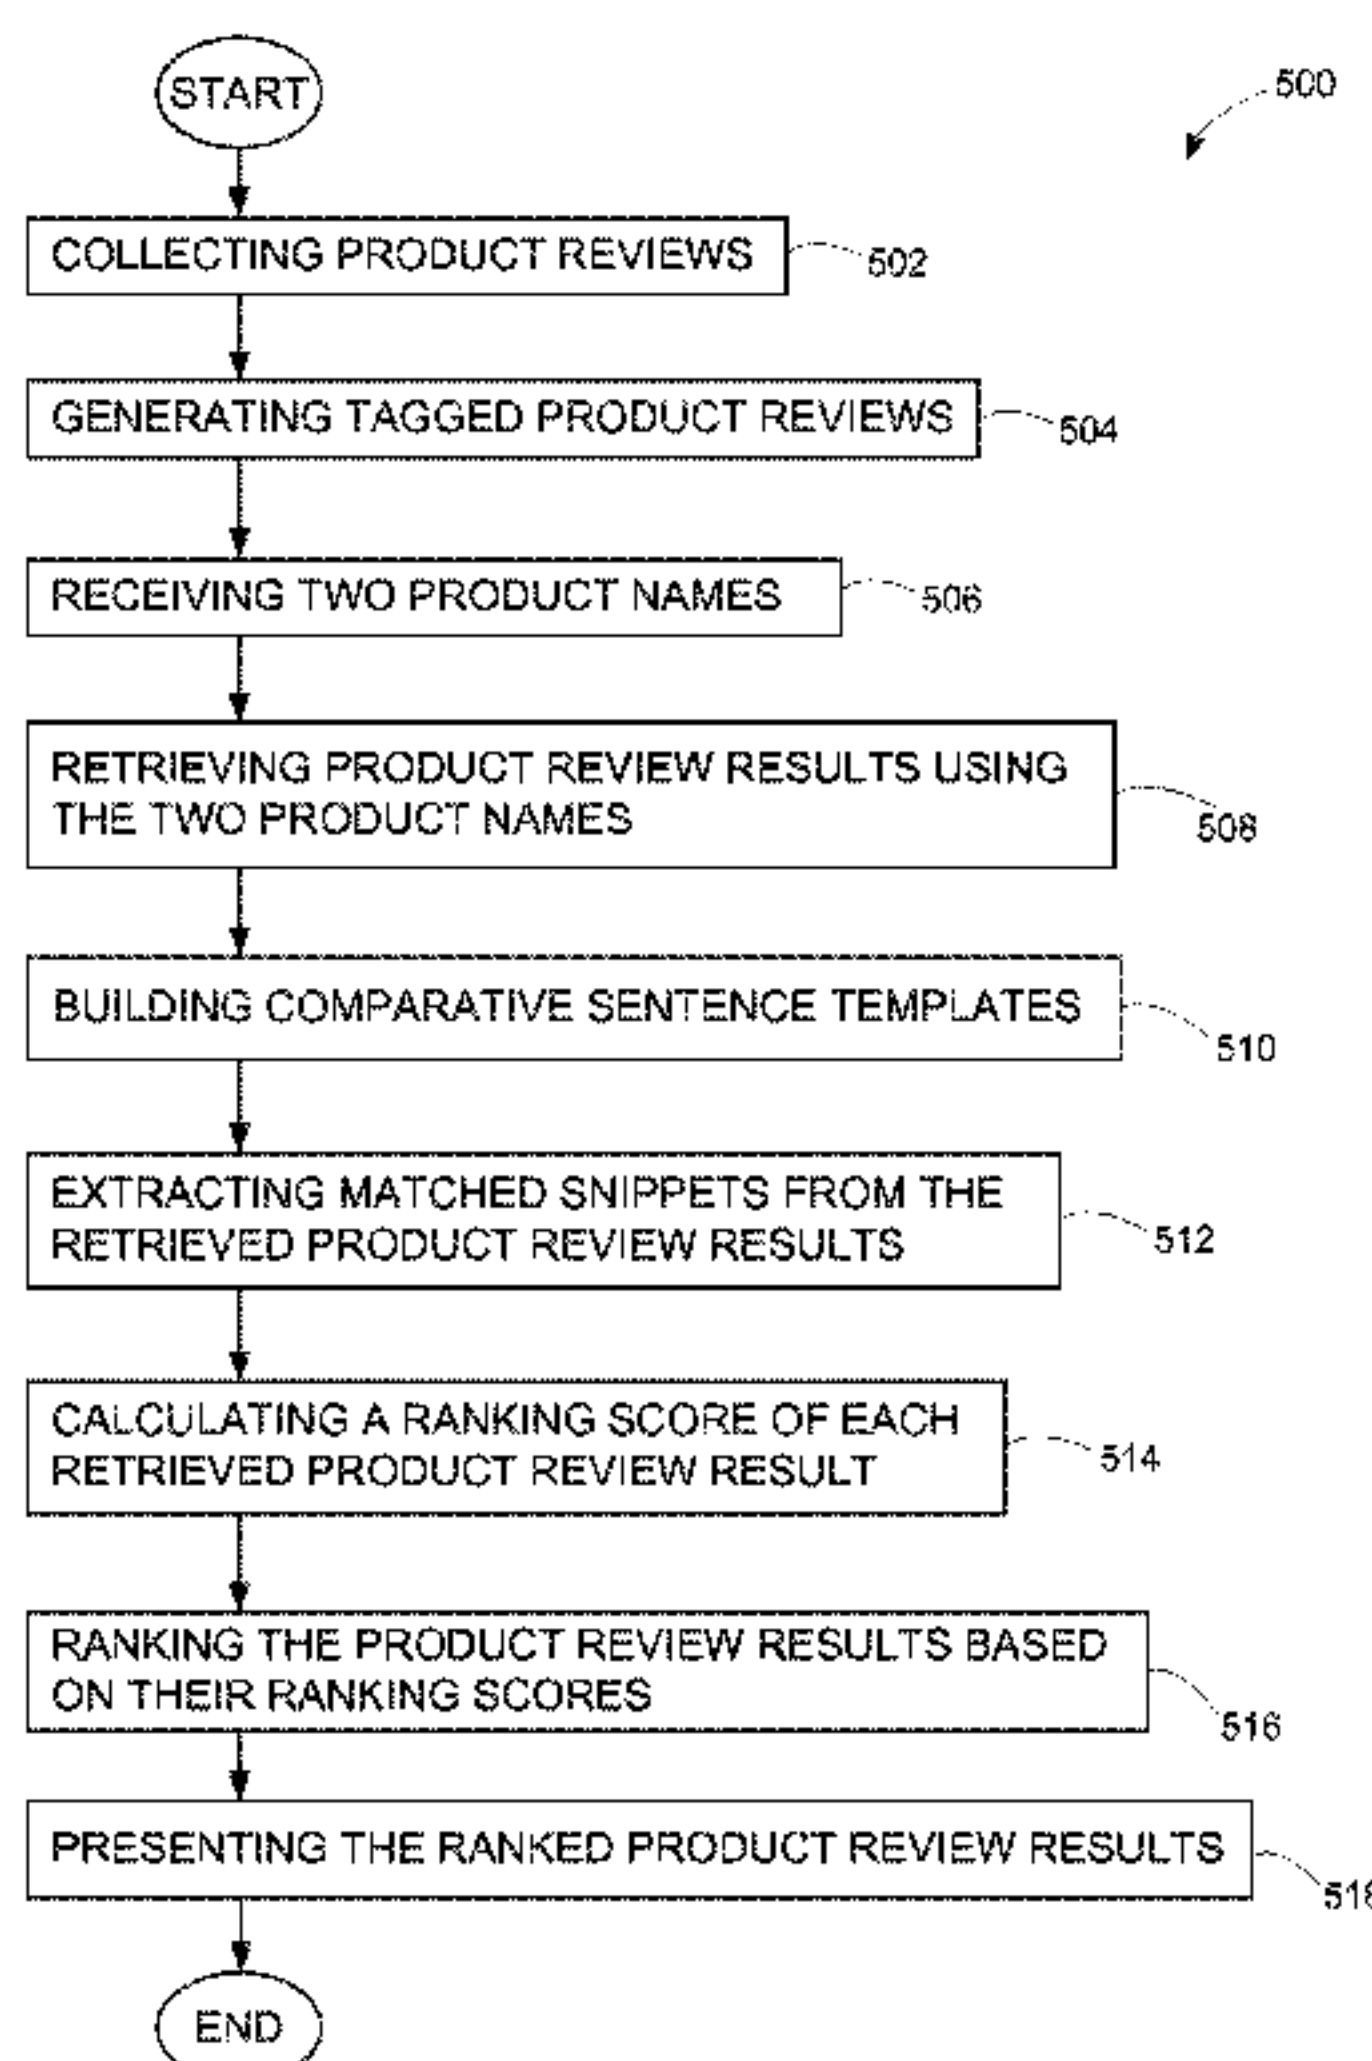 START
500
COLLECTING PRODUCT REVIEWS
502
GENERATING TAGGED PRODUCT REVIEWS
504
RECEIVING TWO PRODUCT NAMES
506
RETRIEVING PRODUCT REVIEW RESULTS USING
THE TWO PRODUCT NAMES
508
BUILDING COMPARATIVE SENTENCE TEMPLATES
510
EXTRACTING MATCHED SNIPPETS FROM THE
RETRIEVED PRODUCT REVIEW RESULTS
512
CALCULATING A RANKING SCORE OF EACH
RETRIEVED PRODUCT REVIEW RESULT
514
RANKING THE PRODUCT REVIEW RESULTS BASED
ON THEIR RANKING SCORES
516
PRESENTING THE RANKED PRODUCT REVIEW RESULTS
518
END